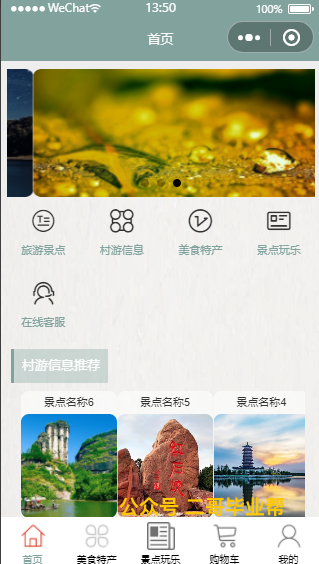 WeChat 13:50 100%
首页
旅游景点 村游信息 美食特产 景点玩乐
在线客服
村游信息推荐
景点名称6 景点名称5 景点名称4
公众号 二哥毕业帮
首页 美食特产 景点玩乐 购物车 我的